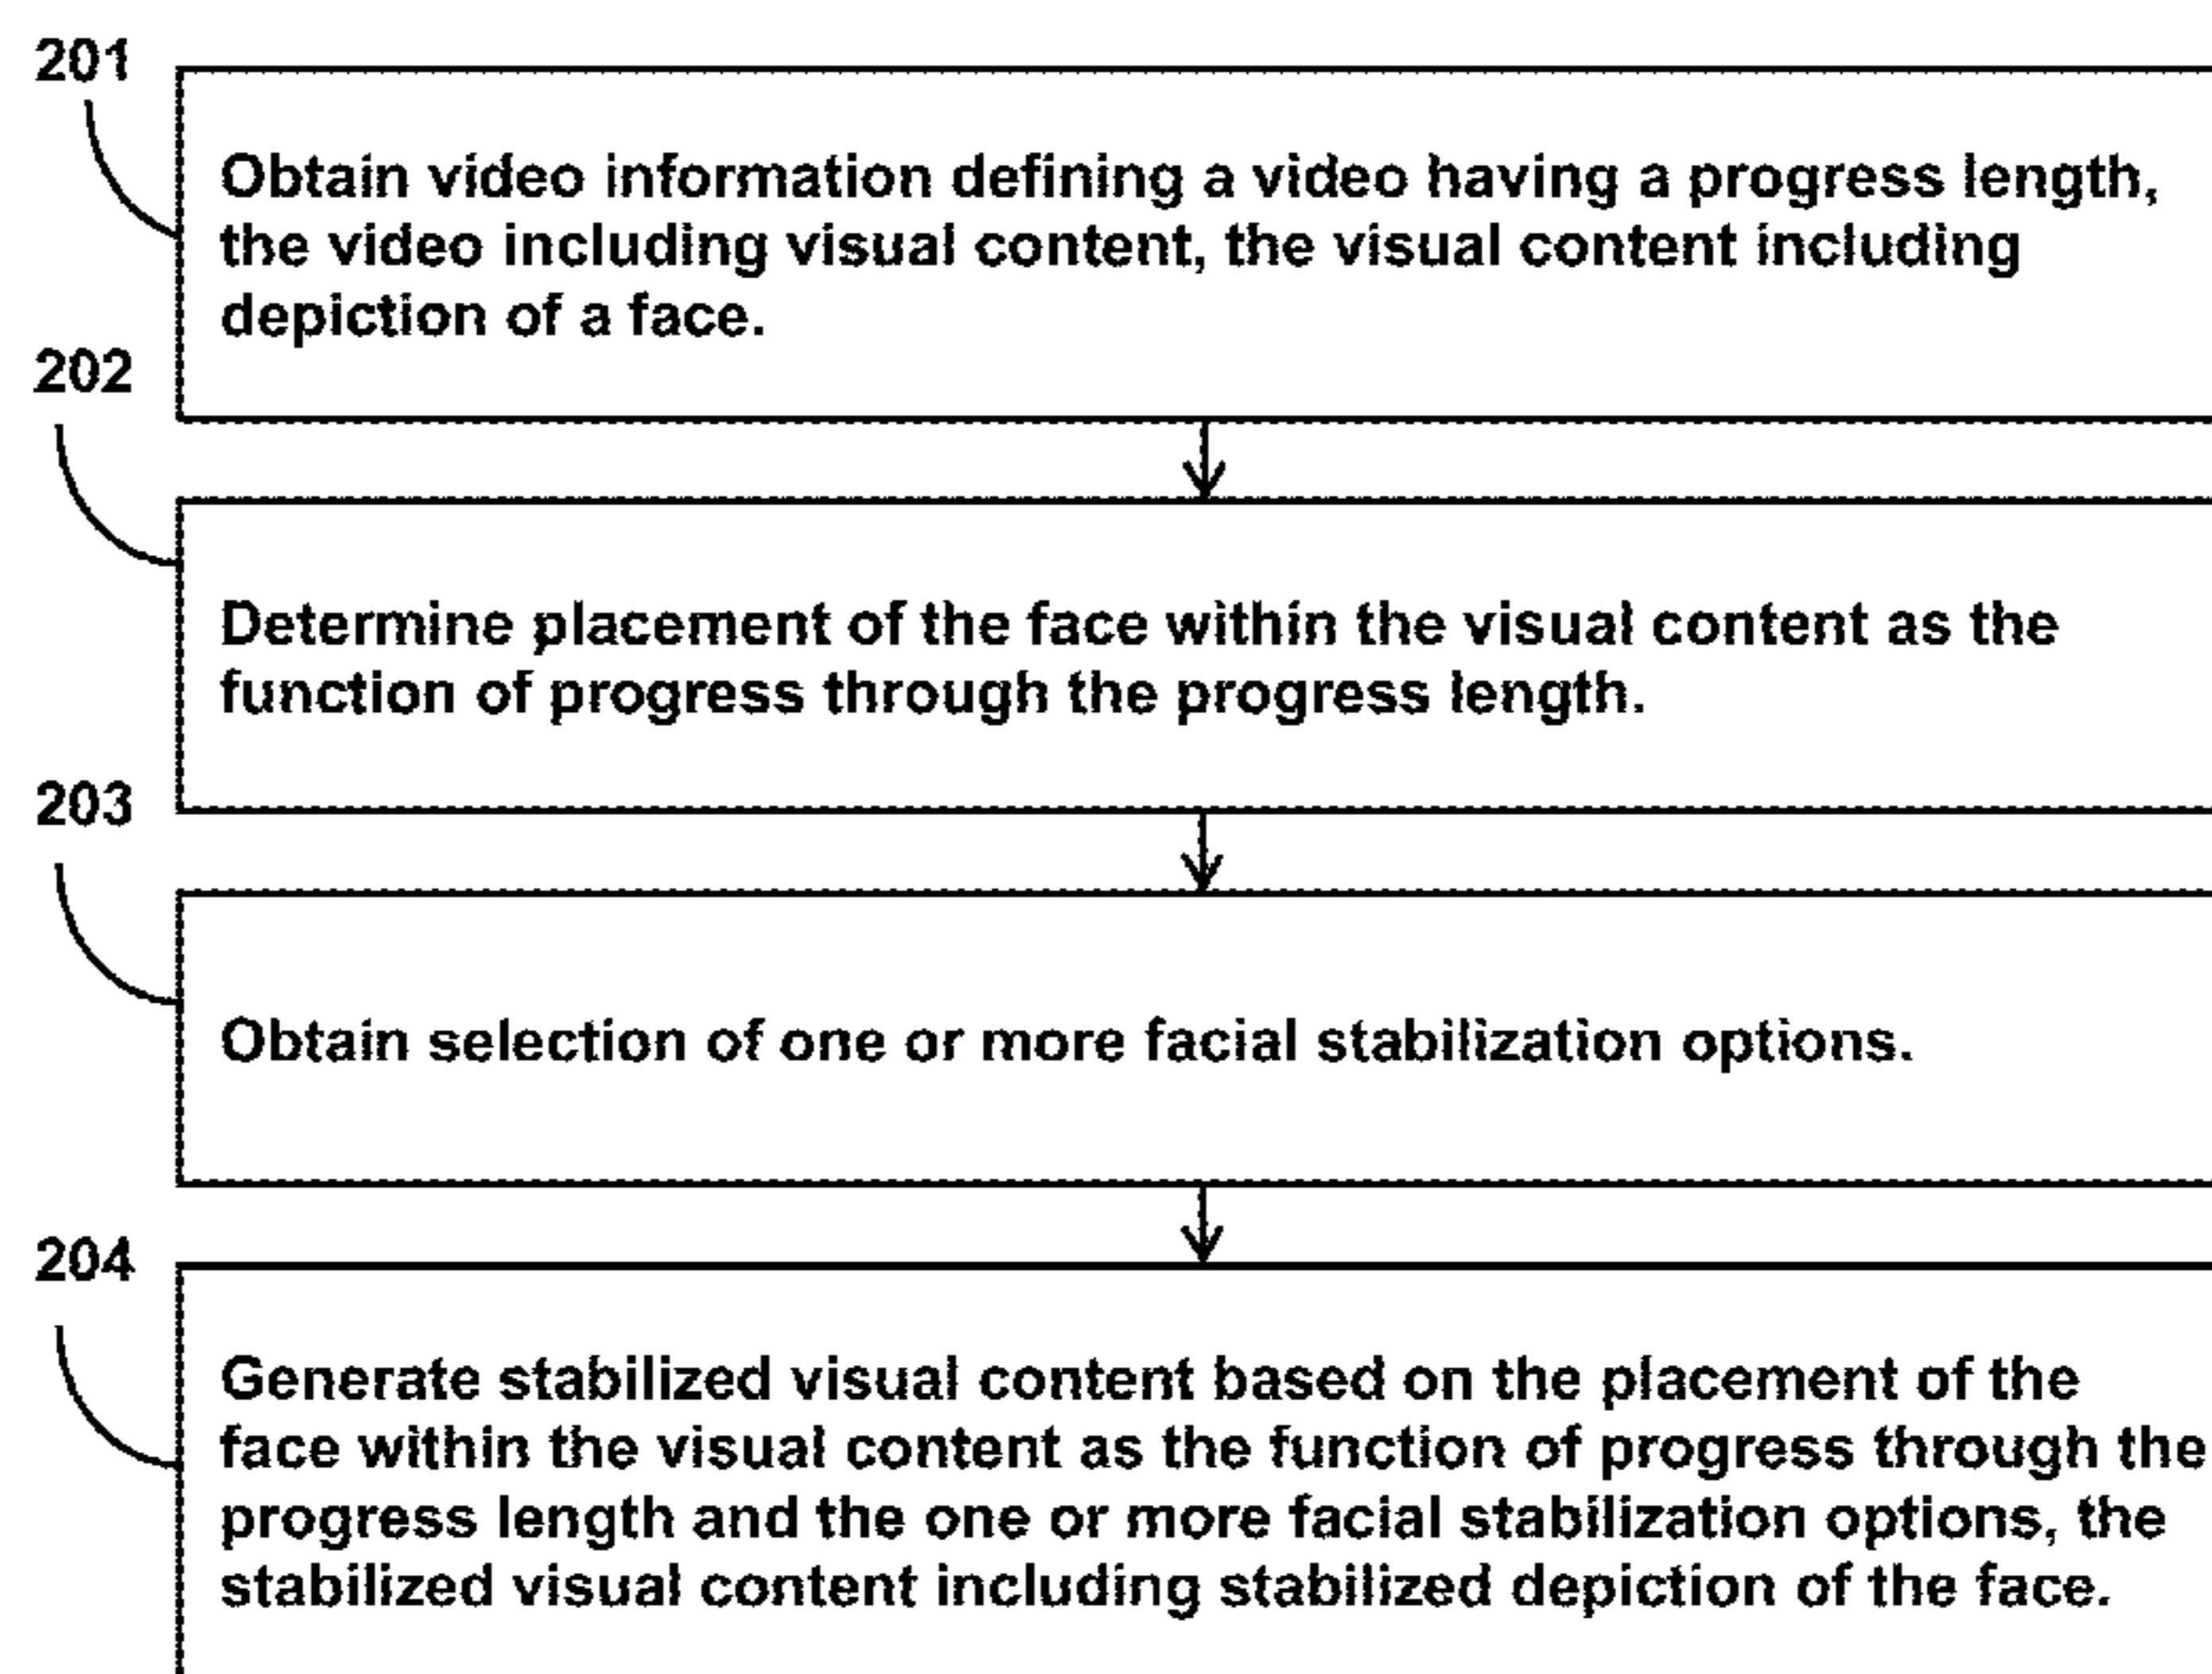 201
Obtain video information defining a video having a progress length,
the video including visual content, the visual content including
depiction of a face.
202
Determine placement of the face within the visual content as the
function of progress through the progress length.
203
Obtain selection of one or more facial stabilization options.
204
Generate stabilized visual content based on the placement of the
face within the visual content as the function of progress through the
progress length and the one or more facial stabilization options, the
stabilized visual content including stabilized depiction of the face.